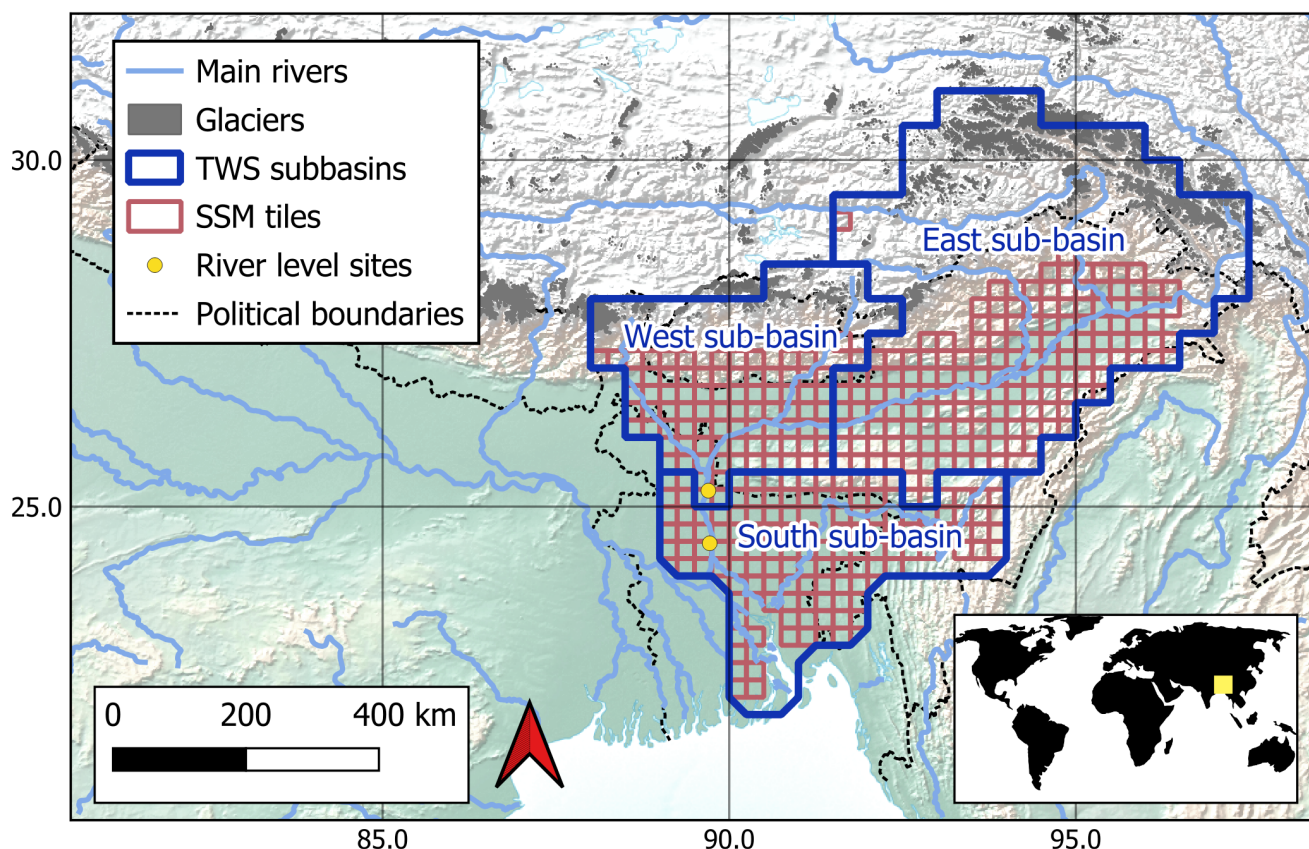 Main rivers
Glaciers
TWS subbasins
SSM tiles
River level sites
Political boundaries
30.0
25.0
East sub-basin
West sub-basin
South sub-basin
0 200 400 km
85.0 90.0 95.0